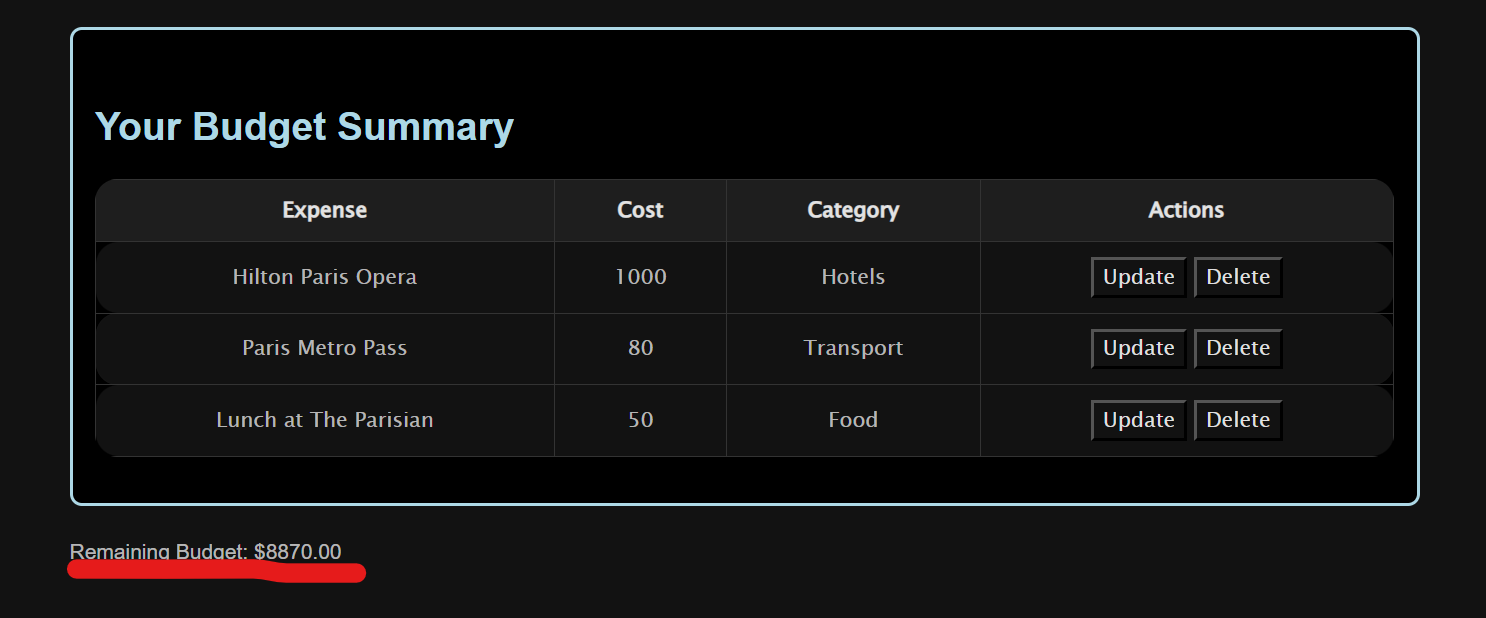 Your Budget Summary
Expense Cost Category Actions
Hilton Paris Opera 1000 Hotels Update Delete
Paris Metro Pass 80 Transport Update Delete
Lunch at The Parisian 50 Food Update Delete
Remaining Budget: $8870.00